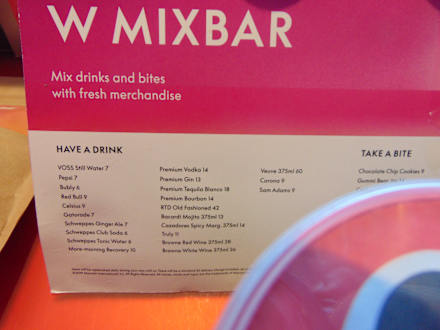 W MIXBAR
Mix drinks and bites
with fresh merchandise
HAVE A DRINK
VOSS Still Water 7
Pepsi 7
Bubly 6
Red Bull 9
Celsius 9
Gatorade 7
Schweppes Ginger Ale 7
Schweppes Club Soda 6
Schweppes Tonic Water 6
More-morning Recovery 10
Premium Vodka 14
Premium Gin 13
Premium Tequila Blanco 18
Premium Bourbon 14
RTD Old Fashioned 42
Bacardi Mojito 375ml 13
Cazadores Spicy Marg. 375ml 14
Truly 11
Browne Red Wine 375ml 38
Browne White Wine 375ml 36
Veuve 375ml 60
Corona 9
Sam Adams 9
TAKE A BITE
Chocolate Chip Cookies 9
Gummi Bears